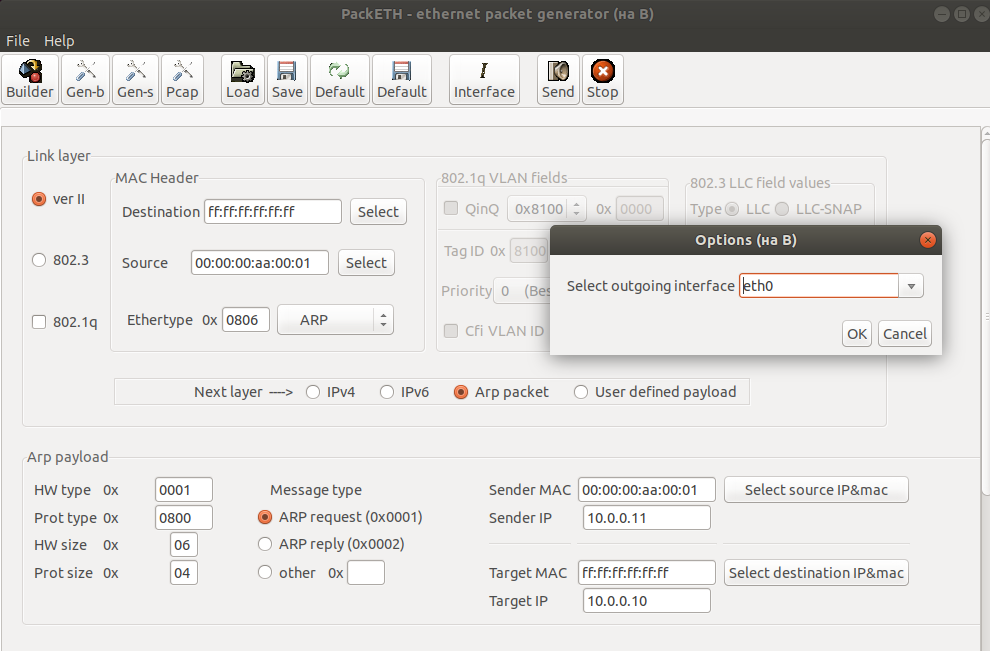 PackETH - ethernet packet generator (на B)
File Help
Builder Gen-b Gen-s Pcap Load Save Default Default Interface Send Stop
Link layer
MAC Header 802.1q VLAN fields 802.3 LLC field values
ver II Destination ff:ff:ff:ff:ff:ff Select QinQ 0x8100 0x 0000 Type LLC LLC-SNAP
802.3 Source 00:00:00:aa:00:01 Select Tag ID 0x 8100
802.1q Ethertype 0x 0806 ARP Priority 0 (Bes
Cfi VLAN ID
Options (на B)
Select outgoing interface eth0
OK Cancel
Next layer ----> IPv4 IPv6 Arp packet User defined payload
Arp payload
HW type 0x 0001 Message type Sender MAC 00:00:00:aa:00:01 Select source IP&mac
Prot type 0x 0800 ARP request (0x0001) Sender IP 10.0.0.11
HW size 0x 06 ARP reply (0x0002)
Prot size 0x 04 other 0x Target MAC ff:ff:ff:ff:ff:ff Select destination IP&mac
Target IP 10.0.0.10